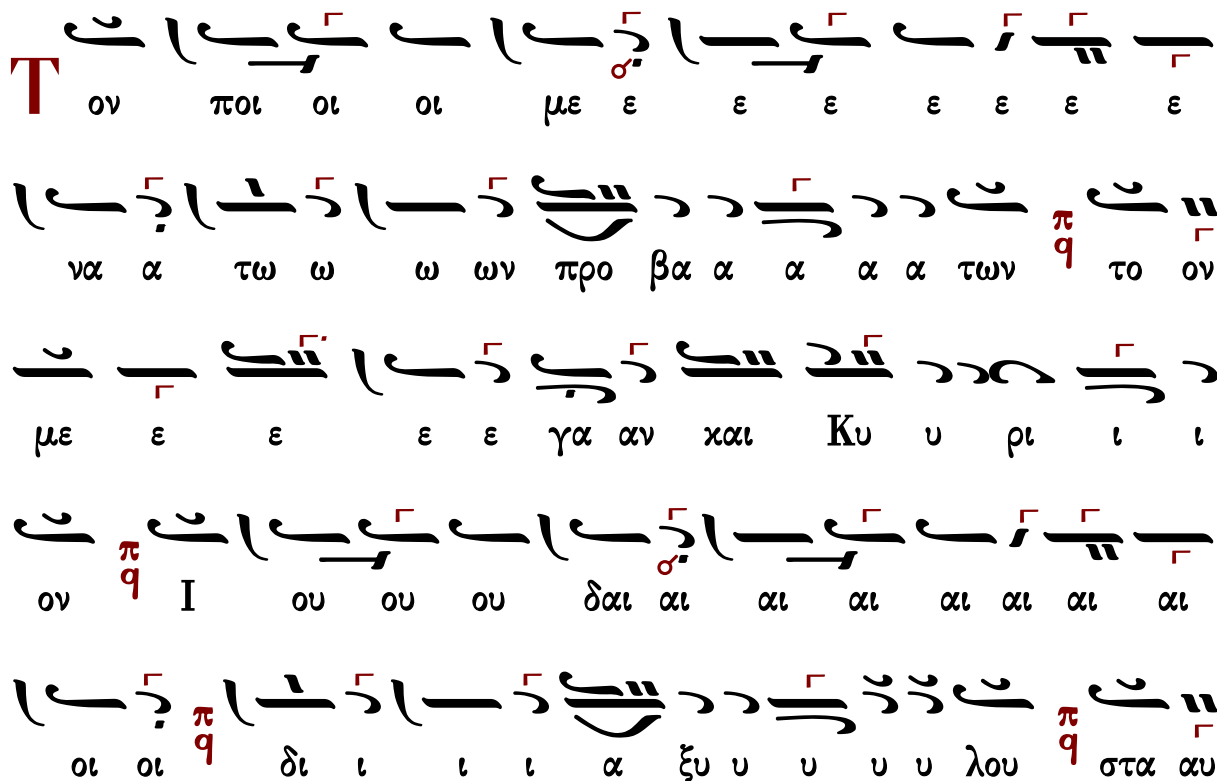 Τ ον ποι οι οι με ε ε ε ε ε ε ε
να α τω ω ω ων προ βα α α α α των π q το ον
με ε ε ε ε γα αν και Κυ υ ρι ι ι
ον π q Ι ου ου ου δαι αι αι αι αι αι αι αι
οι οι π q δι ι ι ι α ξυ υ υ υ υ λου π q στα αυ